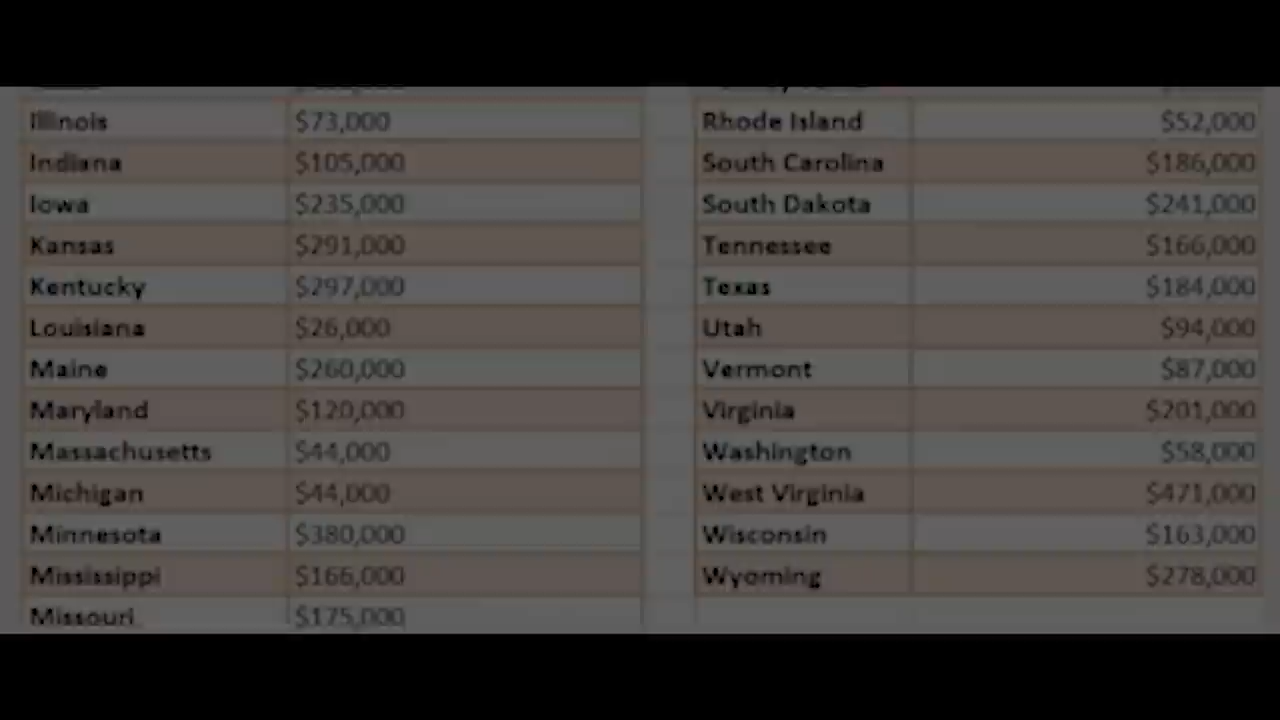 Illinois $73,000 Rhode Island $52,000
Indiana $105,000 South Carolina $186,000
Iowa $235,000 South Dakota $241,000
Kansas $291,000 Tennessee $166,000
Kentucky $297,000 Texas $184,000
Louisiana $26,000 Utah $94,000
Maine $260,000 Vermont $87,000
Maryland $120,000 Virginia $201,000
Massachusetts $44,000 Washington $58,000
Michigan $44,000 West Virginia $471,000
Minnesota $380,000 Wisconsin $163,000
Mississippi $166,000 Wyoming $278,000
Missouri $175,000